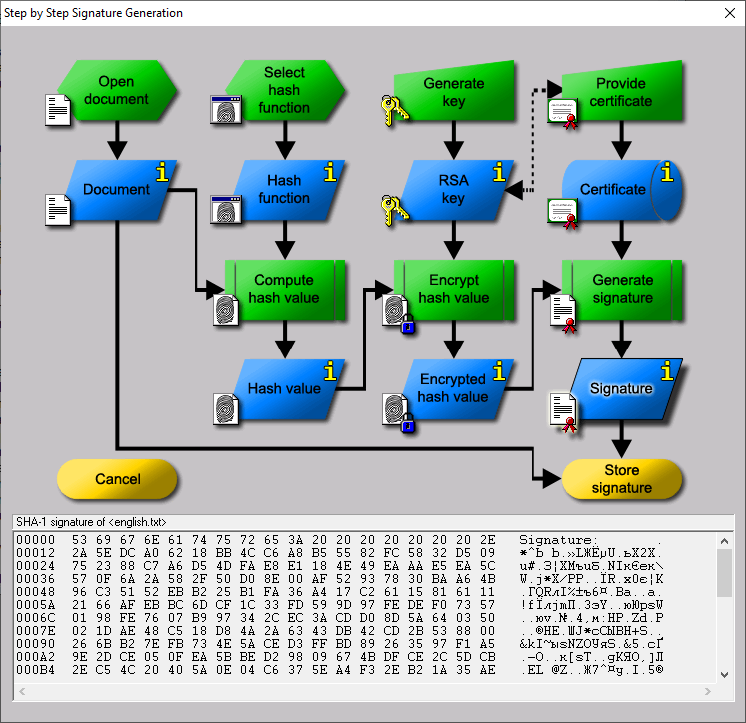 Step by Step Signature Generation
Open
document
Select
hash
function
Generate
key
Provide
certificate
Document
Hash
function
RSA
key
Certificate
Compute
hash value
Encrypt
hash value
Generate
signature
Hash value
Encrypted
hash value
Signature
Cancel
Store
signature
SHA-1 signature of <english.txt>
00000 53 69 67 6E 61 74 75 72 65 3A 20 20 20 20 20 20 20 2E Signature: .
00012 2A 5E DC A0 62 18 BB 4C C6 A8 B5 55 82 FC 58 32 D5 09
00024 75 23 88 C7 A6 D5 4D FA E8 E1 18 4E 49 EA AA E5 EA 5C
00036 57 0F 6A 2A 58 2F 50 D0 8E 00 AF 52 93 78 30 BA A6 4B
00048 96 C3 51 52 EB B2 25 B1 FA 36 A4 17 C2 61 15 81 61 11
0005A 21 66 AF EB BC 6D CF 1C 33 FD 59 9D 97 FE DE F0 73 57
0006C 01 98 FE 76 07 B9 97 34 2C EC 3A CD D0 8D 5A 64 03 50
0007E 02 1D AE 48 C5 18 D8 4A 2A 63 43 DB 42 CD 2B 53 88 00
00090 26 6B B2 7E FB 73 4E 5A CE D3 FF BD 89 26 35 97 F1 A5
000A2 9E 2D CE 05 0F EA 5B BE D2 98 09 67 4B DF CE 2C 5D CB
000B4 2E C5 4C 20 40 5A 0E 04 C6 37 5E A4 F3 2E B2 1A 35 AE